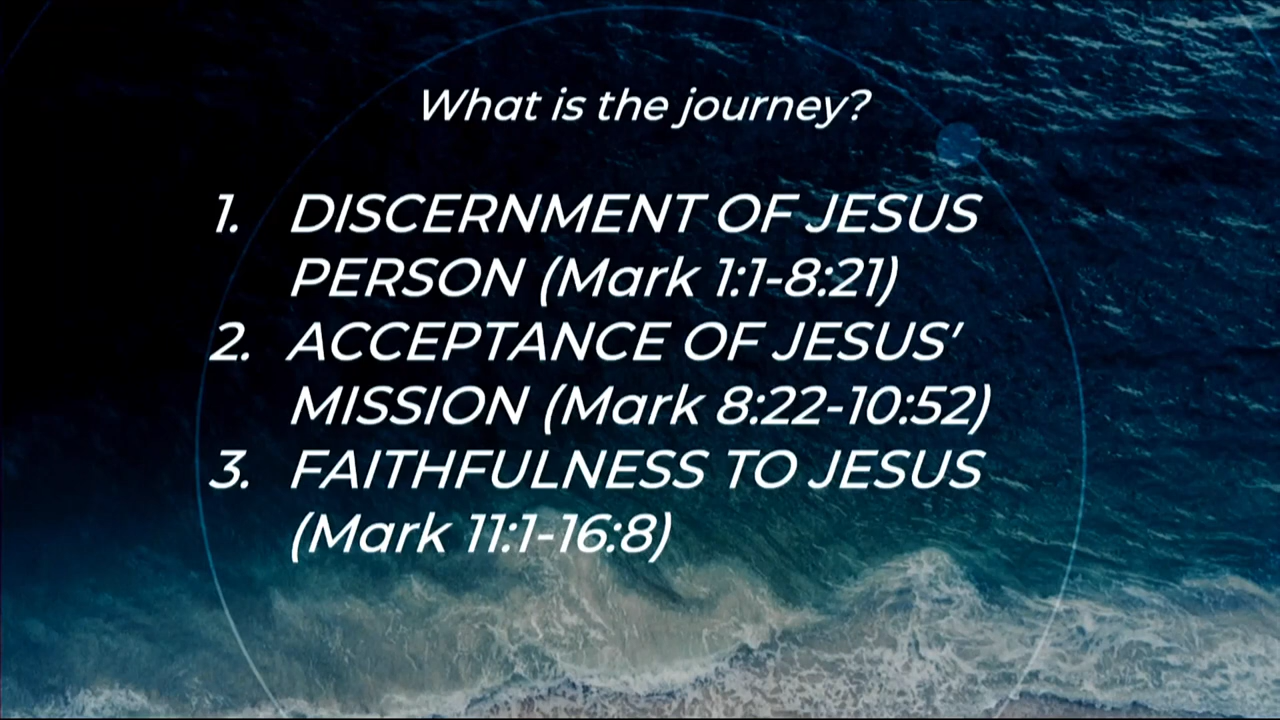 What is the journey?
1. DISCERNMENT OF JESUS
PERSON (Mark 1:1-8:21)
2. ACCEPTANCE OF JESUS'
MISSION (Mark 8:22-10:52)
3. FAITHFULNESS TO JESUS
(Mark 11:1-16:8)